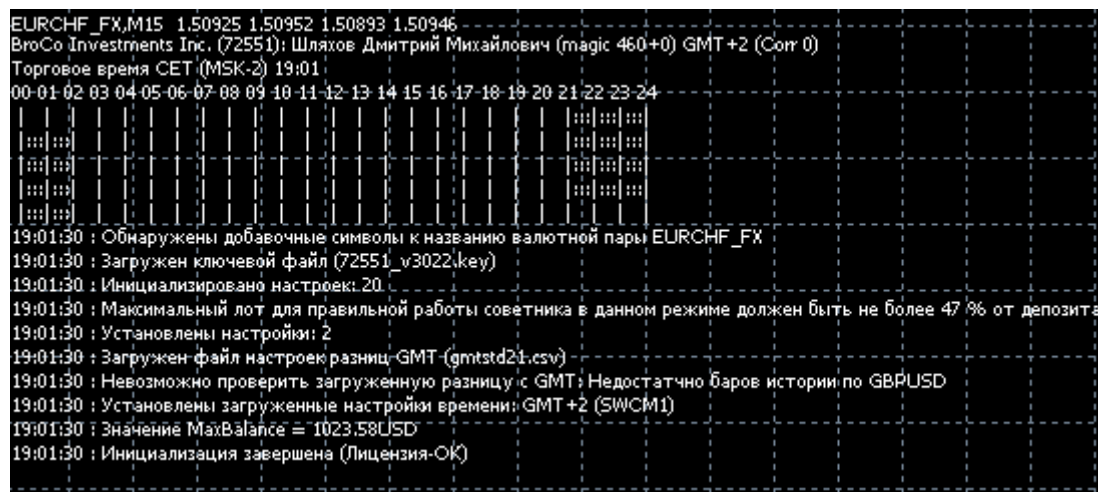 EURCHF_FX,M15 1.50925 1.50952 1.50893 1.50946
BroCo Investments Inc. (72551): Шляхов Дмитрий Михайлович (magic 460+0) GMT+2 (Corr 0)
Торговое время CET (MSK-2) 19:01
00-01-02 03 04-05-06-07-08-09-10-11-12-13-14 15-16-17-18-19-20 21-22-23-24
| | | | | | | | | | | | | | | | | | | | | |:::|:::|:::|
|:::|:::| | | | | | | | | | | | | | | | | | | |:::|:::|:::|
|:::|:::| | | | | | | | | | | | | | | | | | | |:::|:::|:::|
|:::|:::| | | | | | | | | | | | | | | | | | | |:::|:::|:::|
|:::|:::| | | | | | | | | | | | | | | | | | | | | | |
19:01:30 : Обнаружены добавочные символы к названию валютной пары EURCHF_FX
19:01:30 : Загружен ключевой файл (72551_v3022.key)
19:01:30 : Инициализировано настроек: 20
19:01:30 : Максимальный лот для правильной работы советника в данном режиме должен быть не более 47 % от депозита
19:01:30 : Установлены настройки: 2
19:01:30 : Загружен файл настроек разниц GMT (gmtstd21.csv)
19:01:30 : Невозможно проверить загруженную разницу с GMT: Недостатчно баров истории по GBPUSD
19:01:30 : Установлены загруженные настройки времени: GMT+2 (SWCM1)
19:01:30 : Значение MaxBalance = 1023.58USD
19:01:30 : Инициализация завершена (Лицензия-ОК)